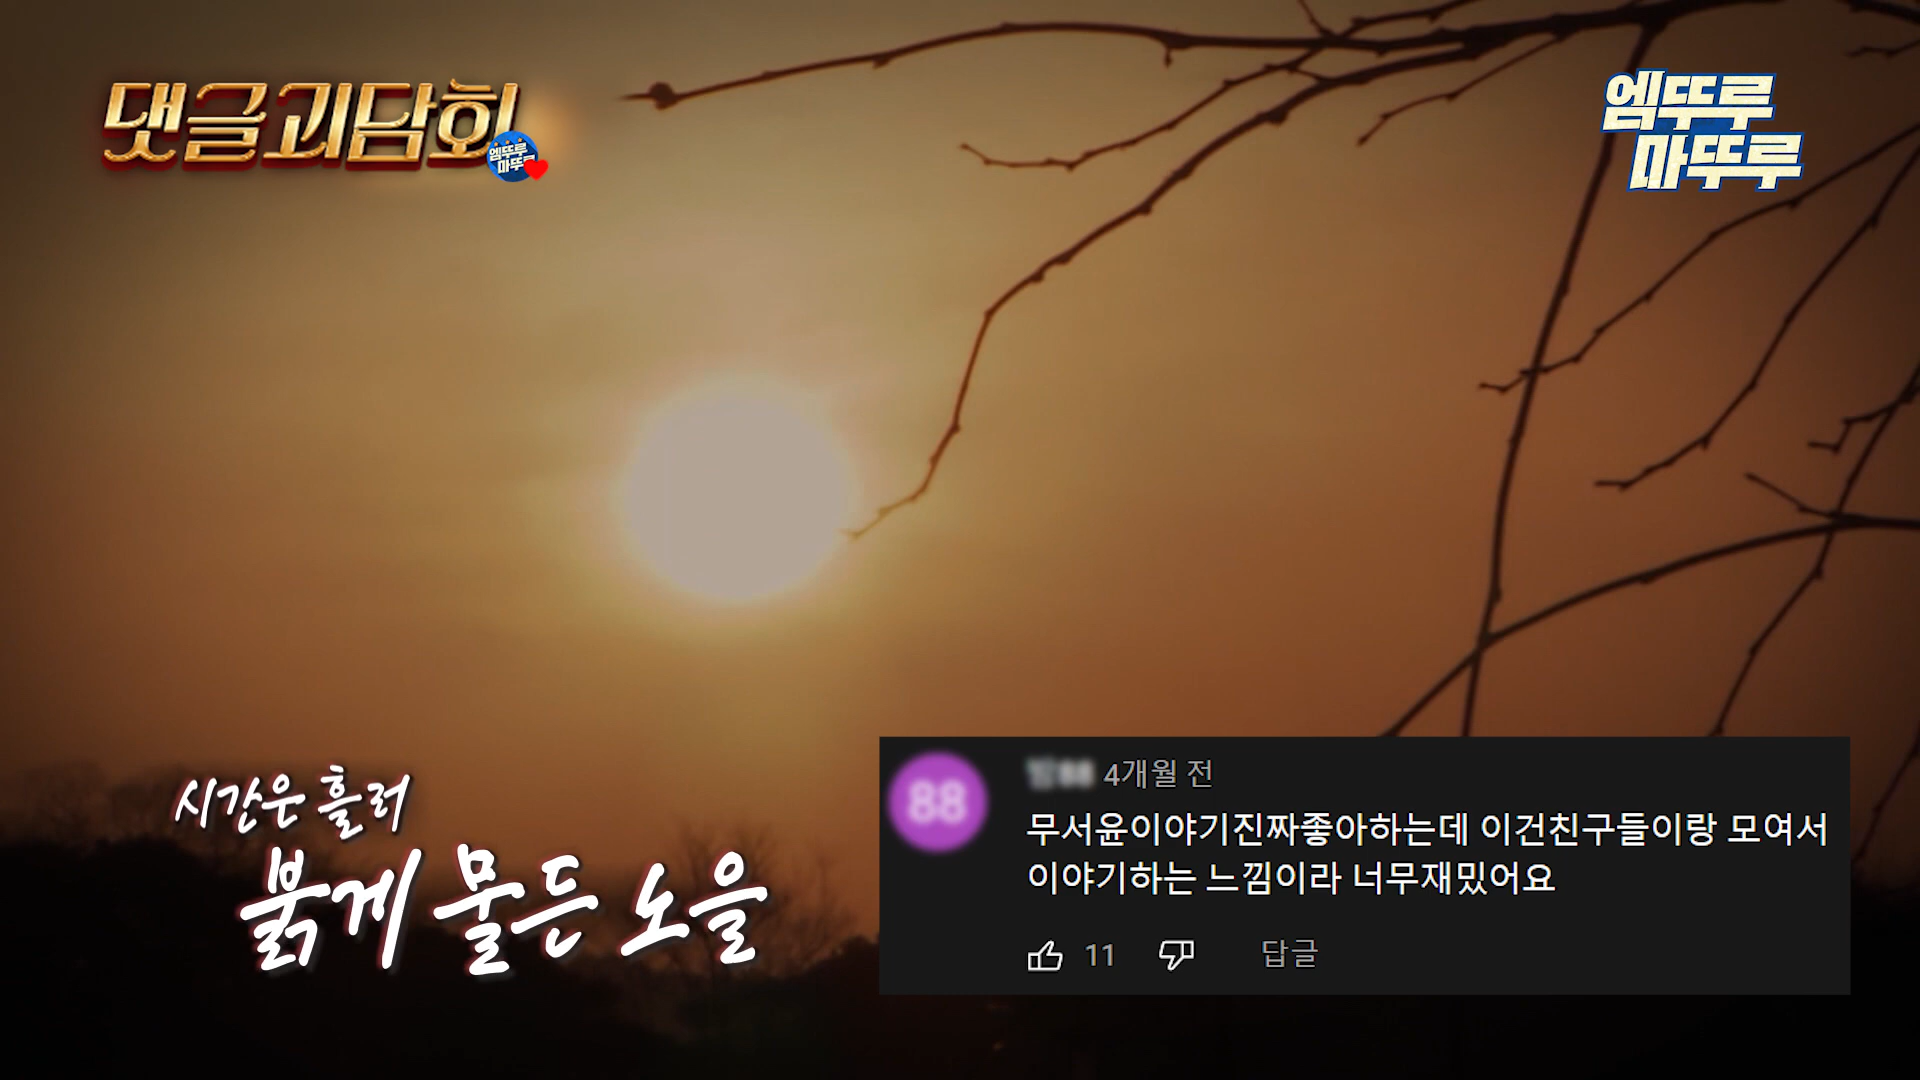 댓글괴담회
엠뚜루
마뚜
엠뚜루
마뚜루
시간은 흘러
붉게 물든 노을
88
4개월 전
무서윤이야기진짜좋아하는데 이건친구들이랑 모여서
이야기하는 느낌이라 너무재밌어요
11
답글